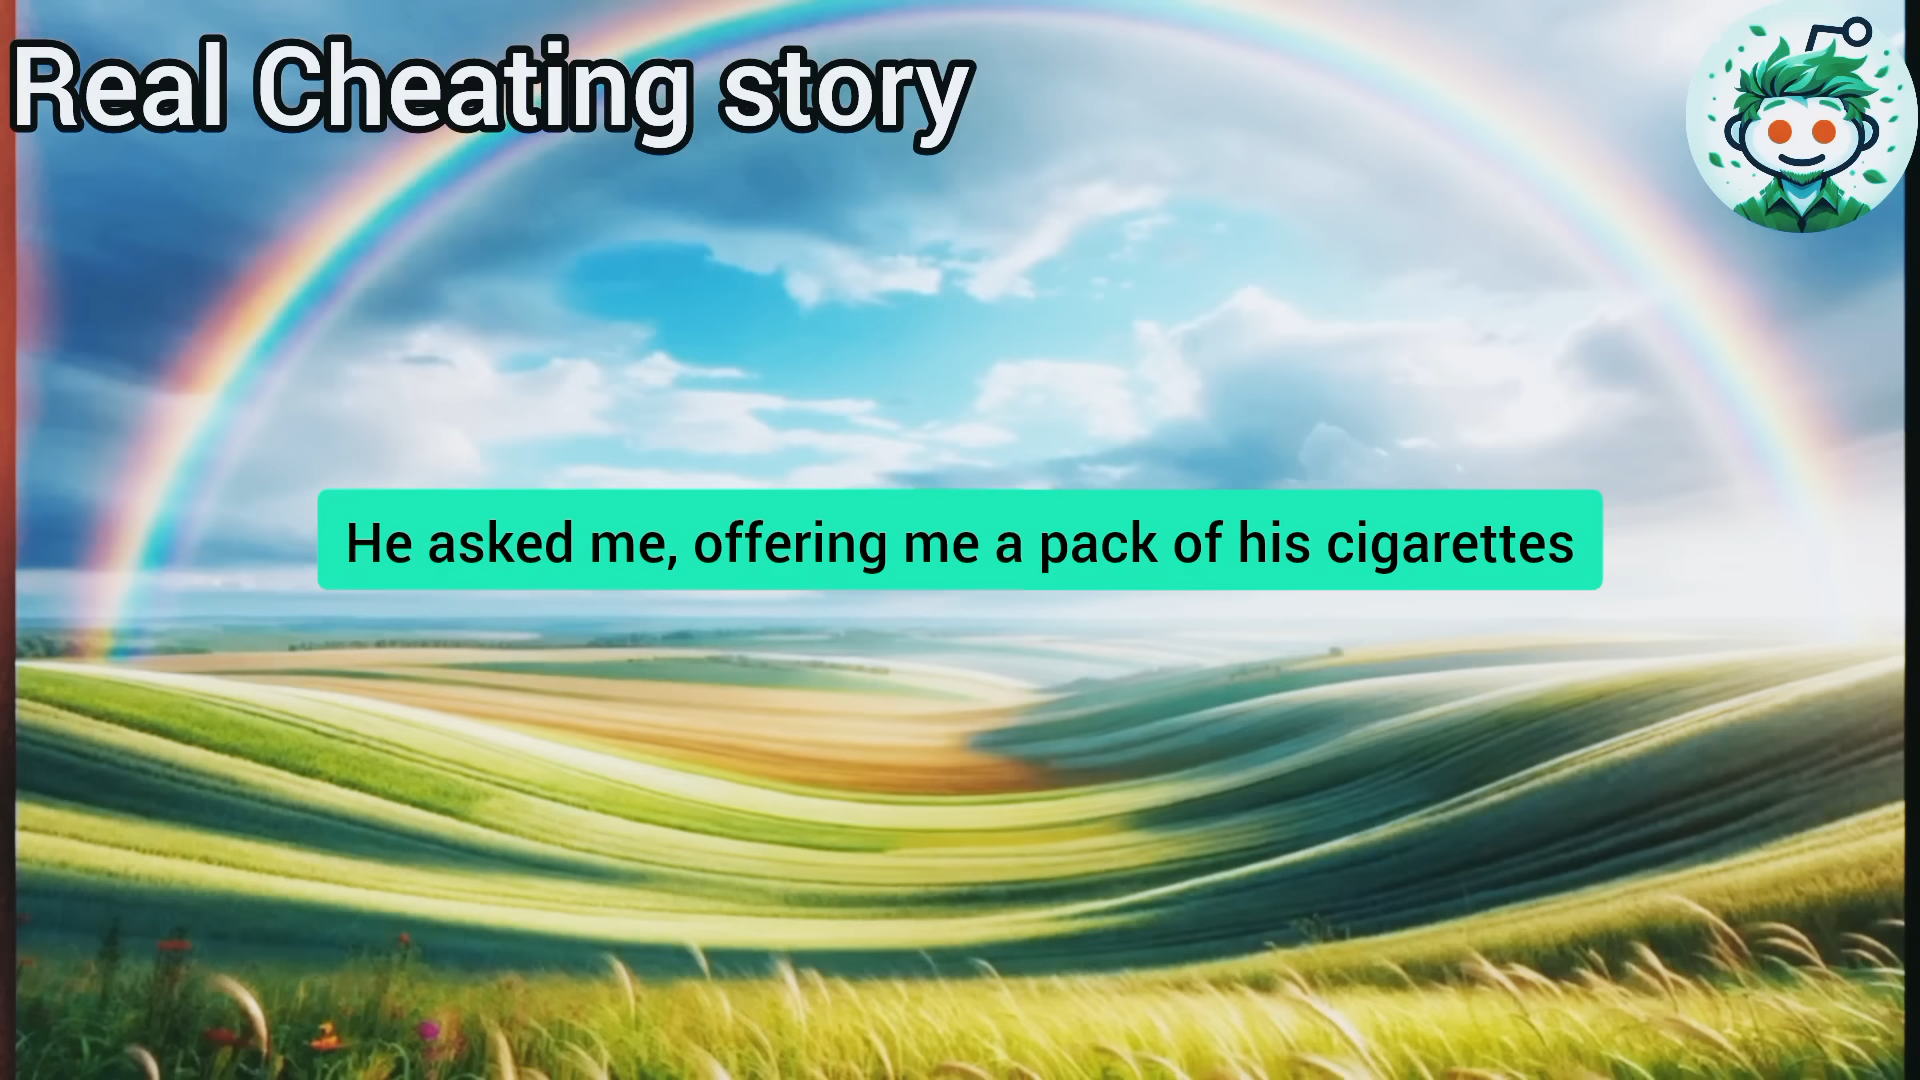 Real Cheating story
He asked me, offering me a pack of his cigarettes